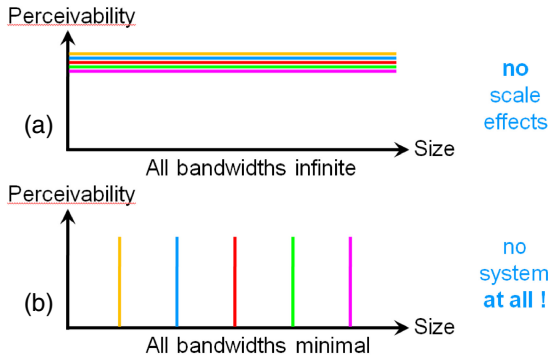 Perceivability
no
scale
effects
(a)
Size
All bandwidths infinite
Perceivability
no
system
at all !
(b)
Size
All bandwidths minimal